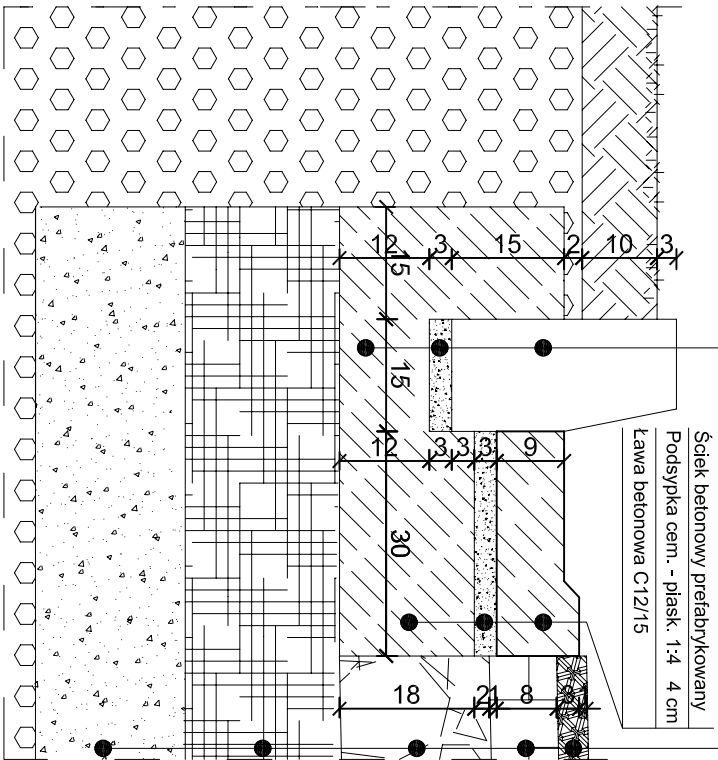 12 3 15 2 10 3
15
15
Ściek betonowy prefabrykowany
Podsypka cem. - piask. 1:4 4 cm
Ława betonowa C12/15
12 3 3 3 9
30
18 2 1 8